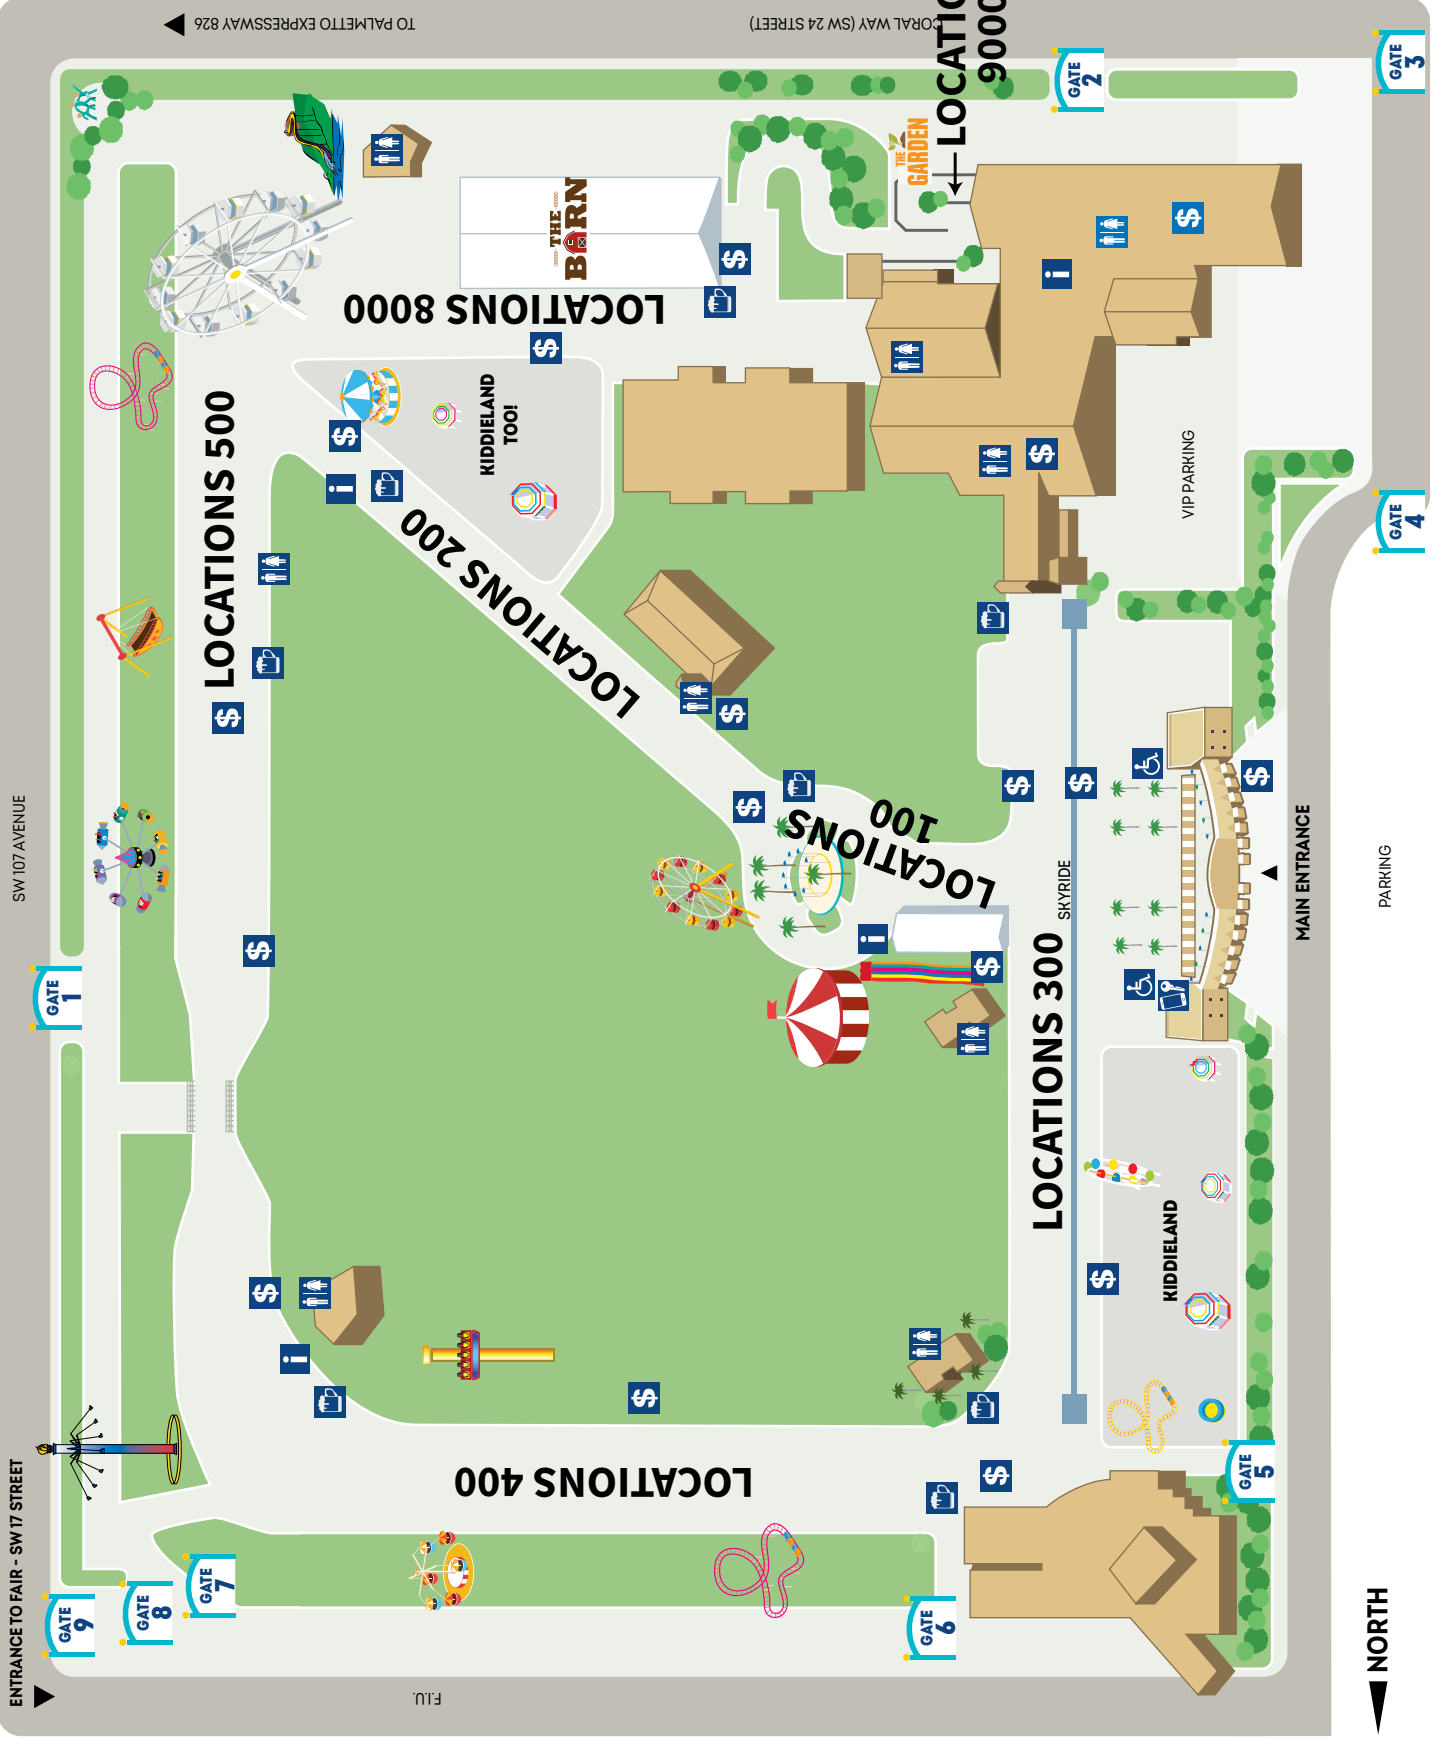 TO PALMETTO EXPRESSWAY 826
CORAL WAY (SW 24 STREET)
GATE
3
GATE
2
THE
GARDEN
THE
BARN
LOCATIONS 8000
9000
KIDDIELAND
TOO!
LOCATIONS 500
LOCATIONS 200
VIP PARKING
GATE
4
SW 107 AVENUE
LOCATIONS
100
SKYRIDE
MAIN ENTRANCE
PARKING
GATE
1
LOCATIONS 300
KIDDIELAND
LOCATIONS 400
GATE
5
ENTRANCE TO FAIR - SW 17 STREET
GATE
7
GATE
8
GATE
9
GATE
6
F.I.U.
NORTH